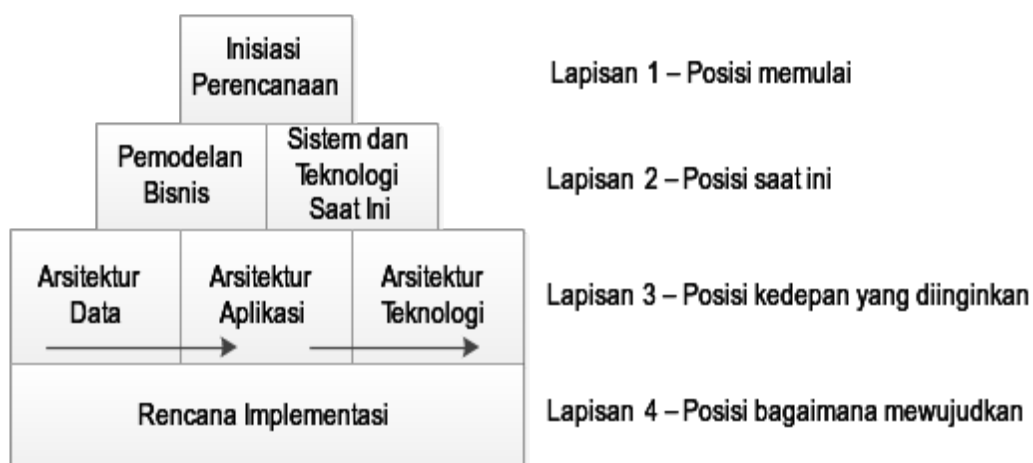 Inisiasi
Perencanaan
Lapisan 1 – Posisi memulai
Pemodelan
Bisnis
Sistem dan
Teknologi
Saat Ini
Lapisan 2 – Posisi saat ini
Arsitektur
Data
Arsitektur
Aplikasi
Arsitektur
Teknologi
Lapisan 3 – Posisi kedepan yang diinginkan
Rencana Implementasi
Lapisan 4 – Posisi bagaimana mewujudkan